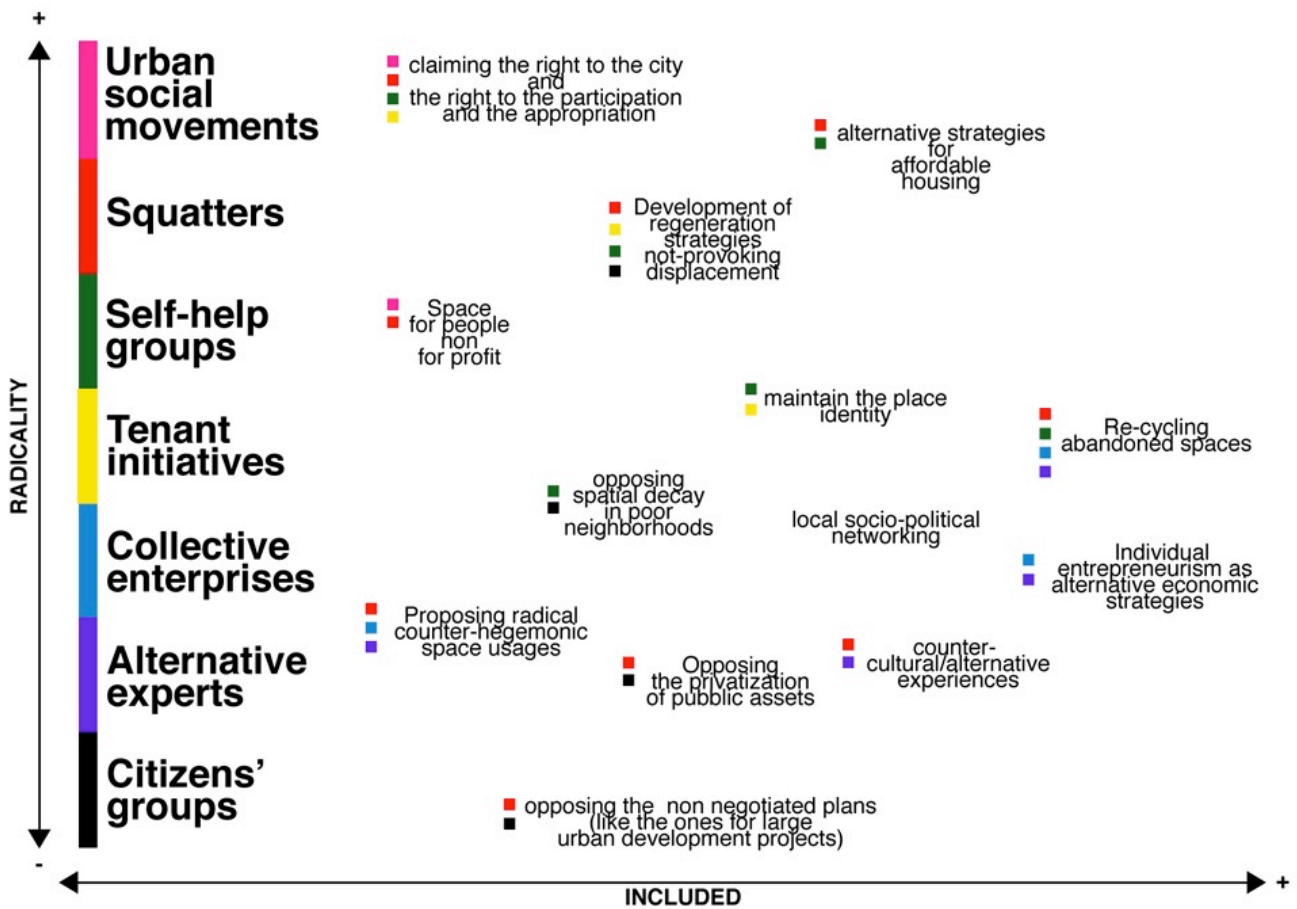 +
Urban
social
movements
claiming the right to the city
and
the right to the participation
and the appropriation
alternative strategies
for
affordable
housing
Squatters
Development of
regeneration
strategies
not-provoking
displacement
Self-help
groups
Space
for people
non
for profit
RADICALITY
Tenant
initiatives
maintain the place
identity
Re-cycling
abandoned spaces
opposing
spatial decay
in poor
neighborhoods
local socio-political
networking
Collective
enterprises
Individual
entrepreneurism as
alternative economic
strategies
Proposing radical
counter-hegemonic
space usages
Alternative
experts
Opposing
the privatization
of pubblic assets
counter-
cultural/alternative
experiences
Citizens’
groups
opposing the non negotiated plans
(like the ones for large
urban development projects)
-
INCLUDED
+